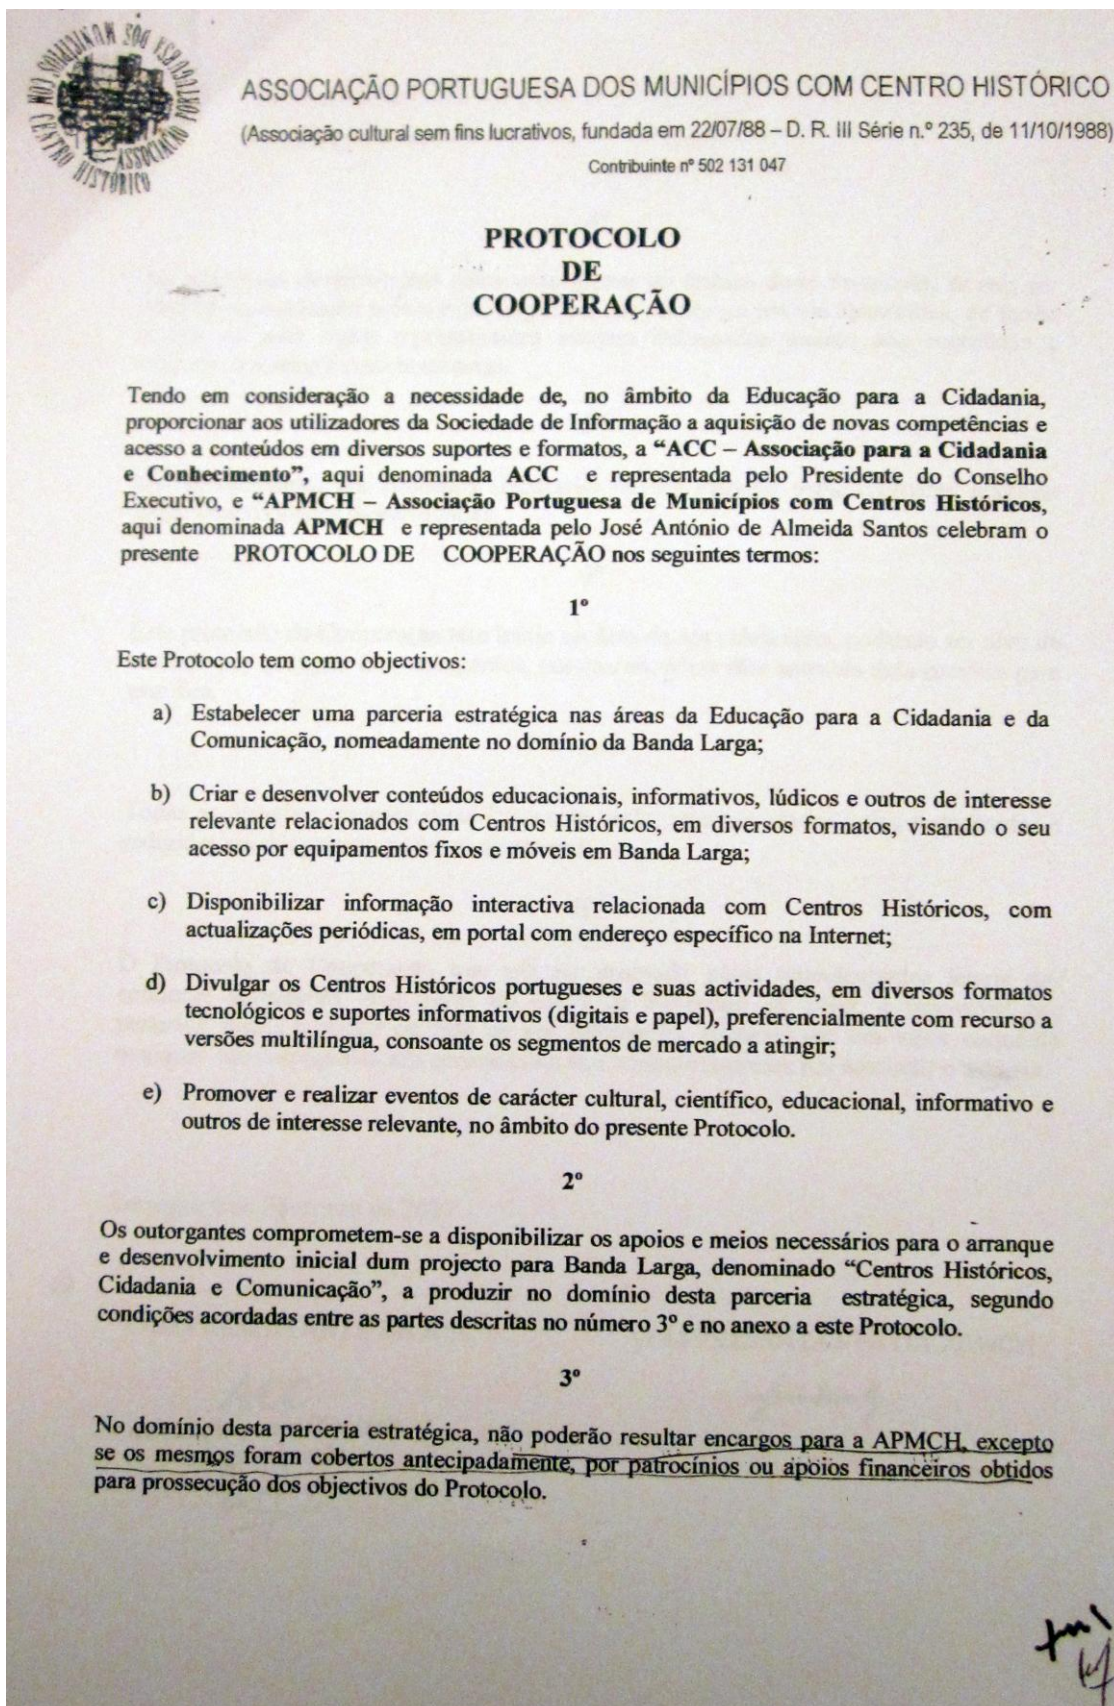 ASSOCIAÇÃO PORTUGUESA DOS MUNICÍPIOS COM CENTRO HISTÓRICO
(Associação cultural sem fins lucrativos, fundada em 22/07/88 – D. R. III Série n.º 235, de 11/10/1988)
Contribuinte nº 502 131 047
PROTOCOLO
DE
COOPERAÇÃO
Tendo em consideração a necessidade de, no âmbito da Educação para a Cidadania,
proporcionar aos utilizadores da Sociedade de Informação a aquisição de novas competências e
acesso a conteúdos em diversos suportes e formatos, a “ACC – Associação para a Cidadania
e Conhecimento”, aqui denominada ACC e representada pelo Presidente do Conselho
Executivo, e “APMCH – Associação Portuguesa de Municípios com Centros Históricos,
aqui denominada APMCH e representada pelo José António de Almeida Santos celebram o
presente PROTOCOLO DE COOPERAÇÃO nos seguintes termos:
1º
Este Protocolo tem como objectivos:
a) Estabelecer uma parceria estratégica nas áreas da Educação para a Cidadania e da
Comunicação, nomeadamente no domínio da Banda Larga;
b) Criar e desenvolver conteúdos educacionais, informativos, lúdicos e outros de interesse
relevante relacionados com Centros Históricos, em diversos formatos, visando o seu
acesso por equipamentos fixos e móveis em Banda Larga;
c) Disponibilizar informação interactiva relacionada com Centros Históricos, com
actualizações periódicas, em portal com endereço específico na Internet;
d) Divulgar os Centros Históricos portugueses e suas actividades, em diversos formatos
tecnológicos e suportes informativos (digitais e papel), preferencialmente com recurso a
versões multilíngua, consoante os segmentos de mercado a atingir;
e) Promover e realizar eventos de carácter cultural, científico, educacional, informativo e
outros de interesse relevante, no âmbito do presente Protocolo.
2º
Os outorgantes comprometem-se a disponibilizar os apoios e meios necessários para o arranque
e desenvolvimento inicial dum projecto para Banda Larga, denominado “Centros Históricos,
Cidadania e Comunicação”, a produzir no domínio desta parceria estratégica, segundo
condições acordadas entre as partes descritas no número 3º e no anexo a este Protocolo.
3º
No domínio desta parceria estratégica, não poderão resultar encargos para a APMCH, excepto
se os mesmos foram cobertos antecipadamente, por patrocínios ou apoios financeiros obtidos
para prossecução dos objectivos do Protocolo.